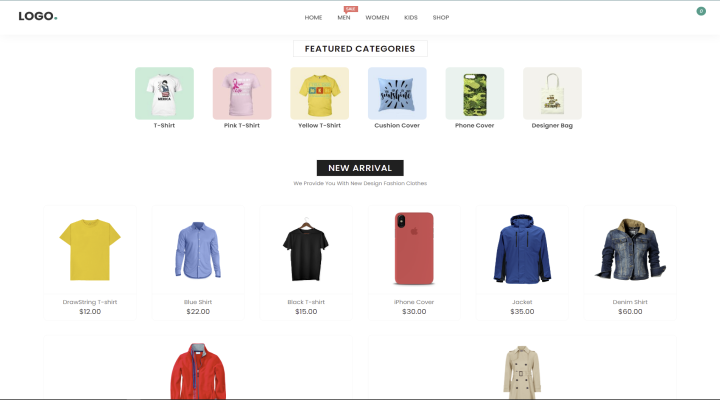 LOGO.
SALE
0
HOME MEN WOMEN KIDS SHOP
FEATURED CATEGORIES
T-Shirt Pink T-Shirt Yellow T-Shirt Cushion Cover Phone Cover Designer Bag
NEW ARRIVAL
We Provide You With New Design Fashion Clothes
DrawString T-shirt Blue Shirt Black T-shirt iPhone Cover Jacket Denim Shirt
$12.00 $22.00 $15.00 $30.00 $35.00 $60.00